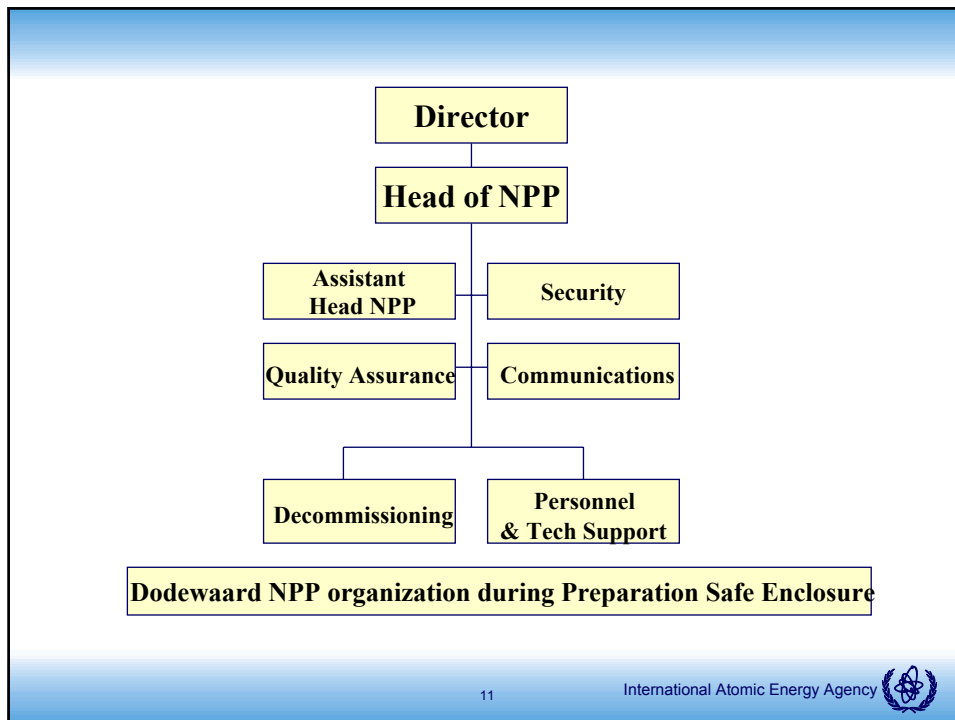 Director
Head of NPP
Assistant
Head NPP
Security
Quality Assurance
Communications
Decommissioning
Personnel
& Tech Support
Dodewaard NPP organization during Preparation Safe Enclosure
11
International Atomic Energy Agency